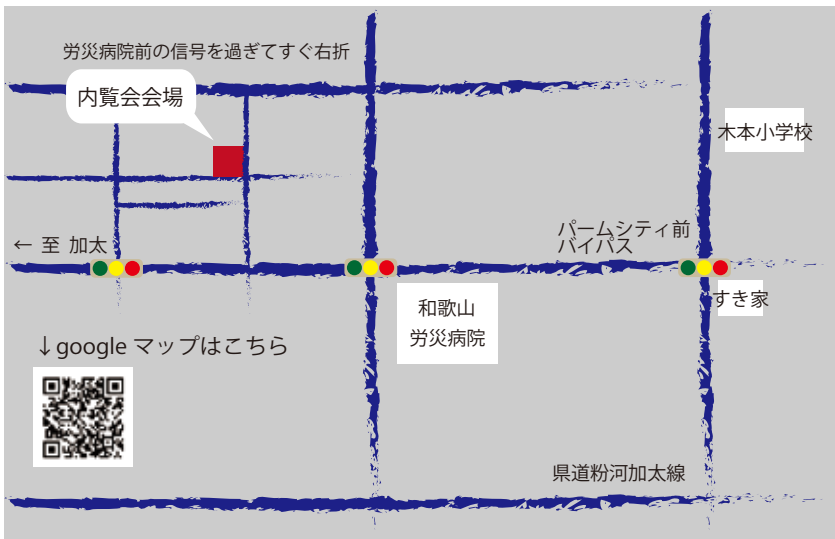 労災病院前の信号を過ぎてすぐ右折
内覧会会場
木本小学校
パームシティ前
バイパス
← 至 加太
すき家
和歌山
労災病院
↓google マップはこちら
県道粉河加太線